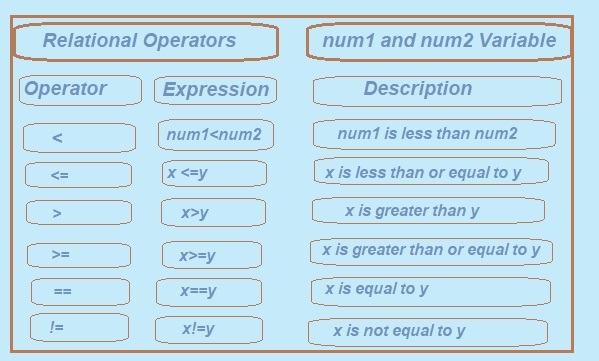 Relational Operators num1 and num2 Variable
Operator Expression Description
< num1<num2 num1 is less than num2
<= x <=y x is less than or equal to y
> x>y x is greater than y
>= x>=y x is greater than or equal to y
== x==y x is equal to y
!= x!=y x is not equal to y